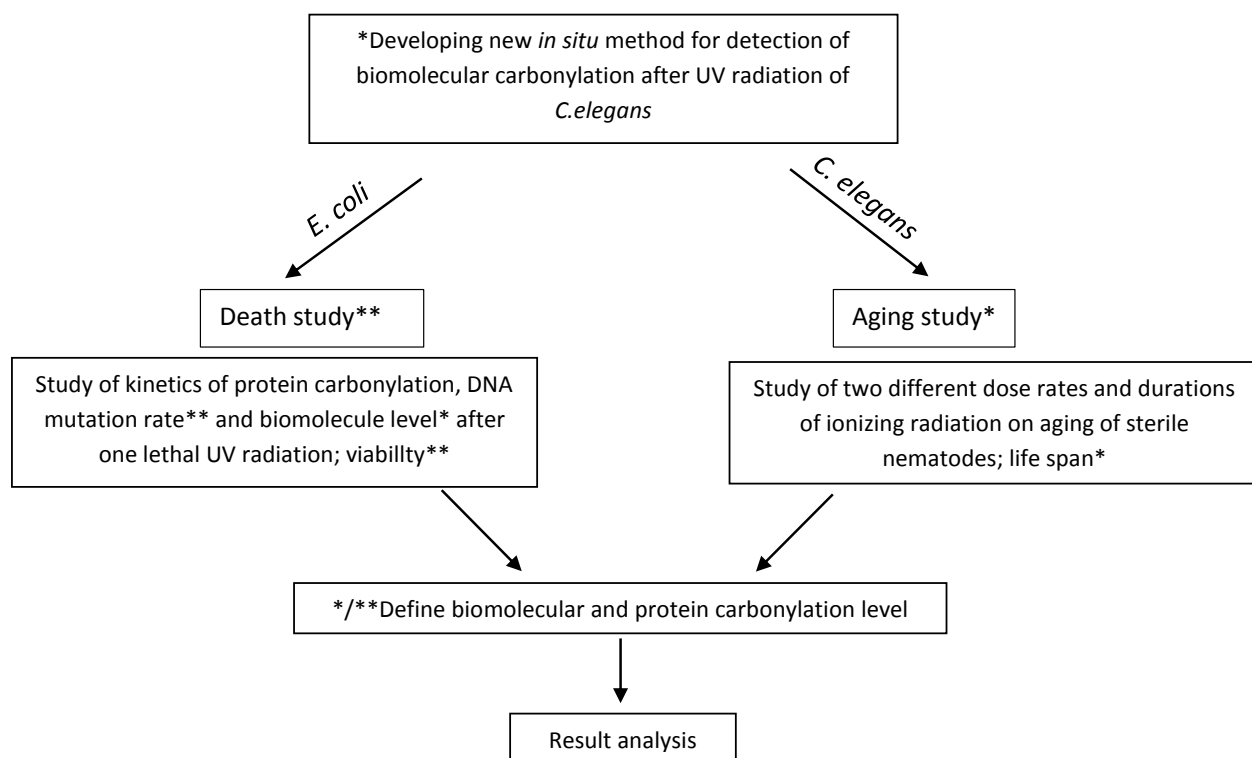 *Developing new in situ method for detection of
biomolecular carbonylation after UV radiation of
C.elegans
E. coli
C. elegans
Death study**
Aging study*
Study of kinetics of protein carbonylation, DNA
mutation rate** and biomolecule level* after
one lethal UV radiation; viabillty**
Study of two different dose rates and durations
of ionizing radiation on aging of sterile
nematodes; life span*
*/**Define biomolecular and protein carbonylation level
Result analysis